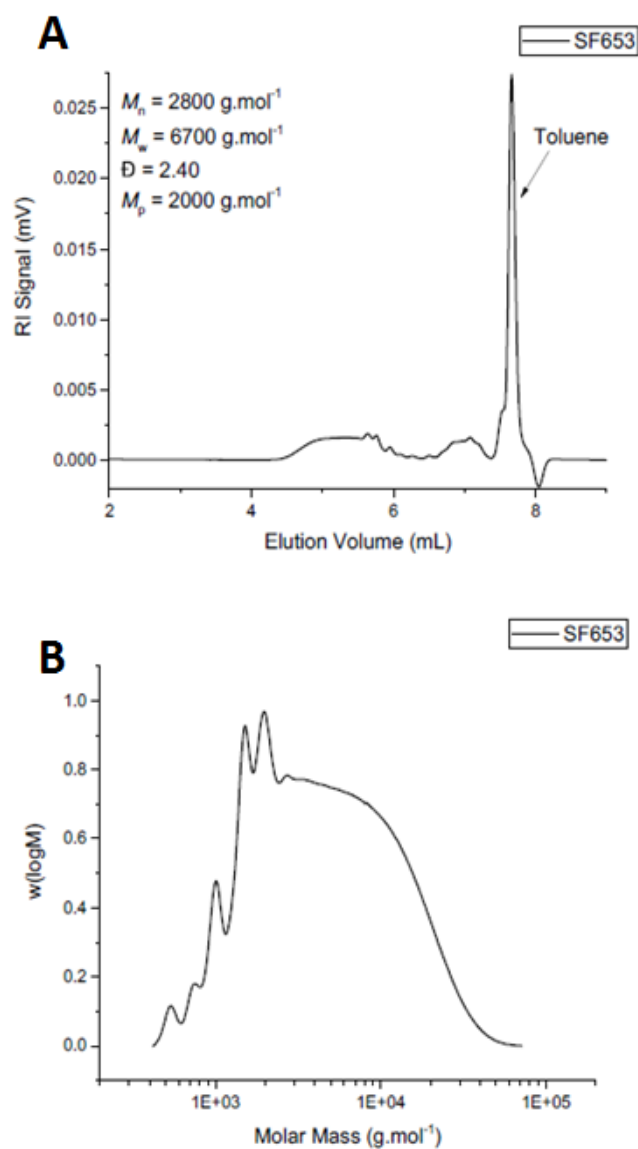 A
SF653
Mn = 2800 g.mol-1
Mw = 6700 g.mol-1
Đ = 2.40
Mp = 2000 g.mol-1
Toluene
0.025
0.020
0.015
0.010
0.005
0.000
RI Signal (mV)
2 4 6 8
Elution Volume (mL)
B
SF653
1.0
0.8
0.6
0.4
0.2
0.0
w(logM)
1E+03 1E+04 1E+05
Molar Mass (g.mol-1)